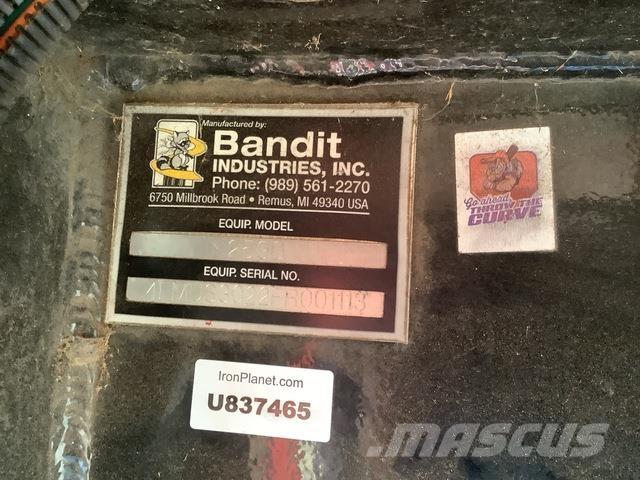 Manufactured by:
Bandit
INDUSTRIES, INC.
Phone: (989) 561-2270
6750 Millbrook Road • Remus, MI 49340 USA
EQUIP. MODEL
EQUIP. SERIAL NO.
Go ahead,
THROW THE
CURVE
IronPlanet.com
U837465
MASCUS